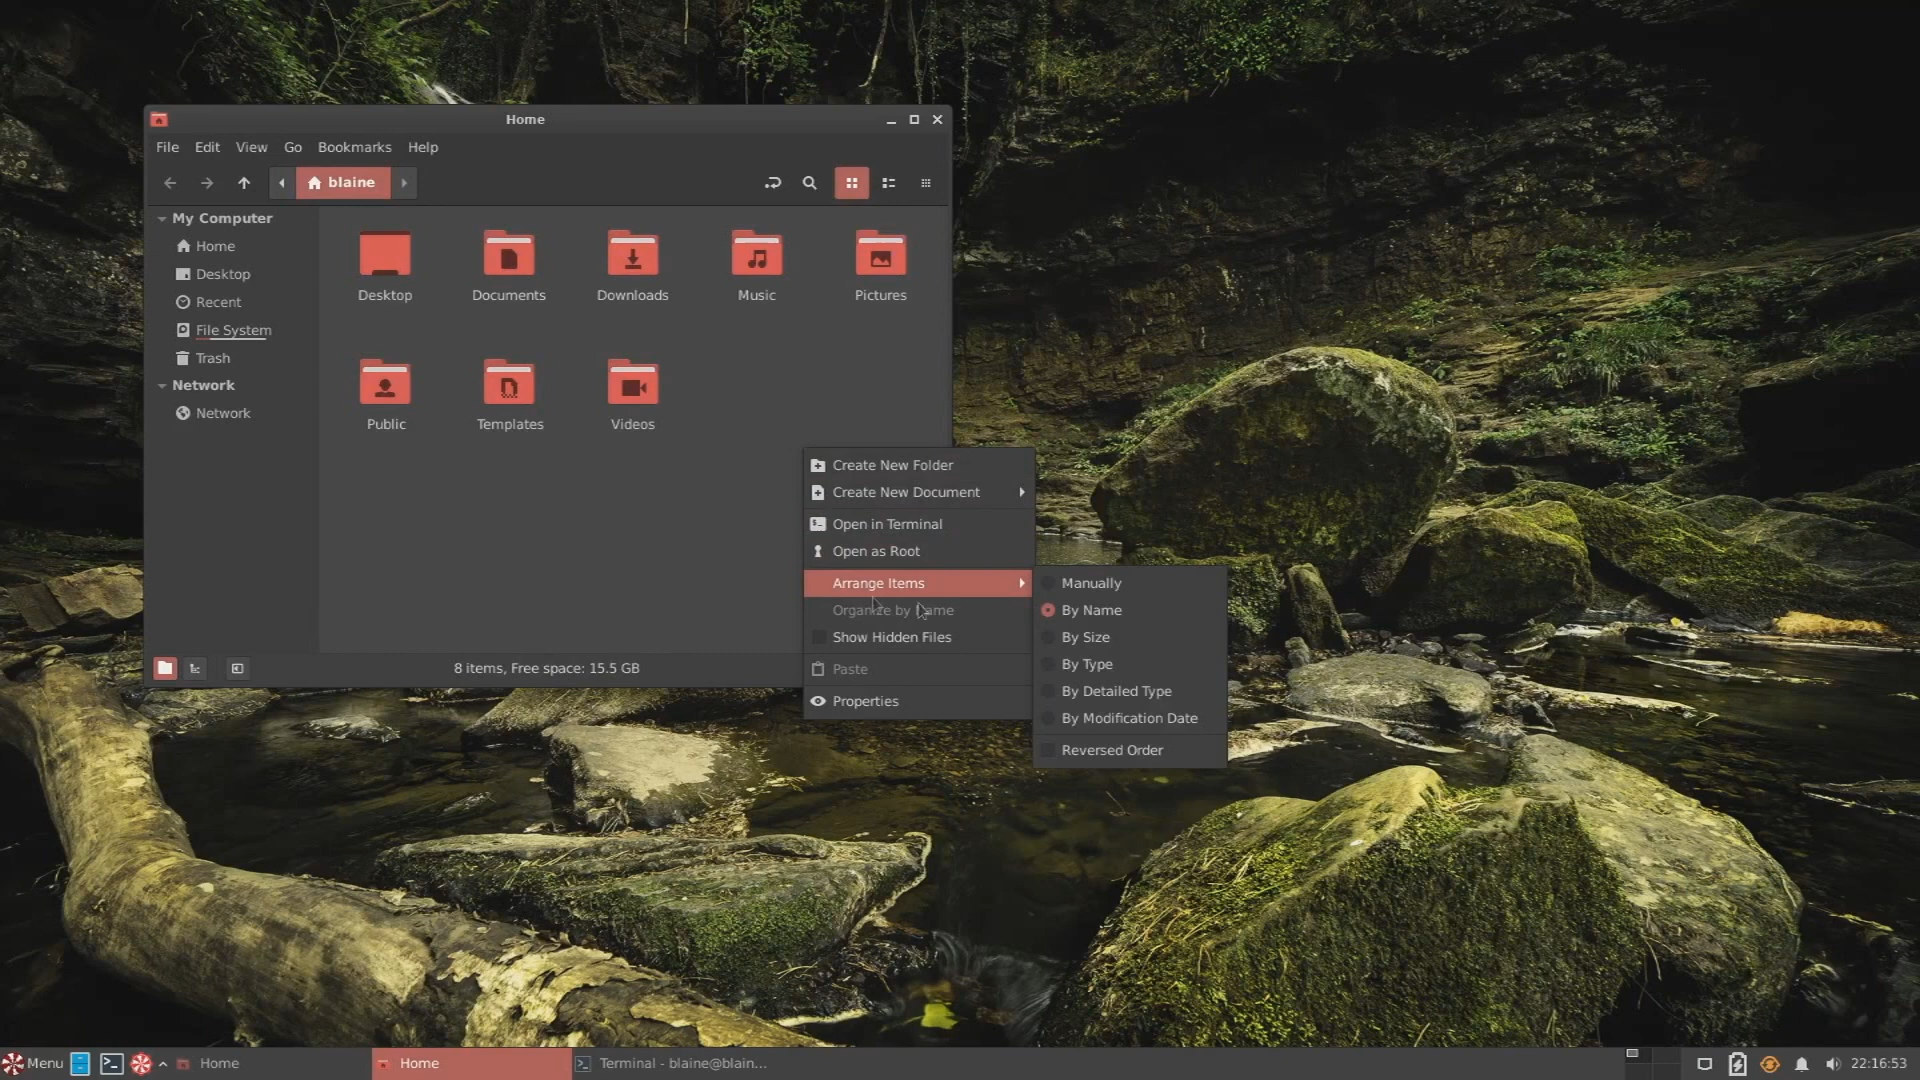 Home
File Edit View Go Bookmarks Help
blaine
My Computer
Home
Desktop
Recent
File System
Trash
Network
Network
Desktop
Documents
Downloads
Music
Pictures
Public
Templates
Videos
8 items, Free space: 15.5 GB
Create New Folder
Create New Document
Open in Terminal
Open as Root
Arrange Items
Organize by Name
Show Hidden Files
Paste
Properties
Manually
By Name
By Size
By Type
By Detailed Type
By Modification Date
Reversed Order
Menu
Home
Home
Terminal - blaine@blain...
22:16:53